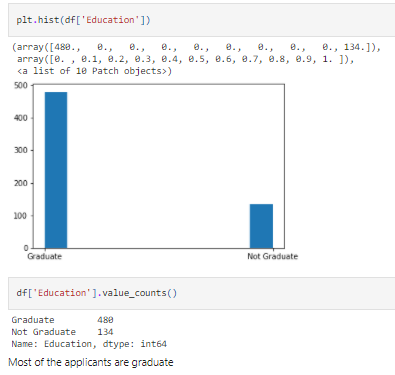 plt.hist(df['Education'])
(array([480.,   0.,   0.,   0.,   0.,   0.,   0.,   0.,   0., 134.]),
array([0. , 0.1, 0.2, 0.3, 0.4, 0.5, 0.6, 0.7, 0.8, 0.9, 1. ]),
<a list of 10 Patch objects>)
500
400
300
200
100
0
Graduate Not Graduate
df['Education'].value_counts()
Graduate 480
Not Graduate 134
Name: Education, dtype: int64
Most of the applicants are graduate